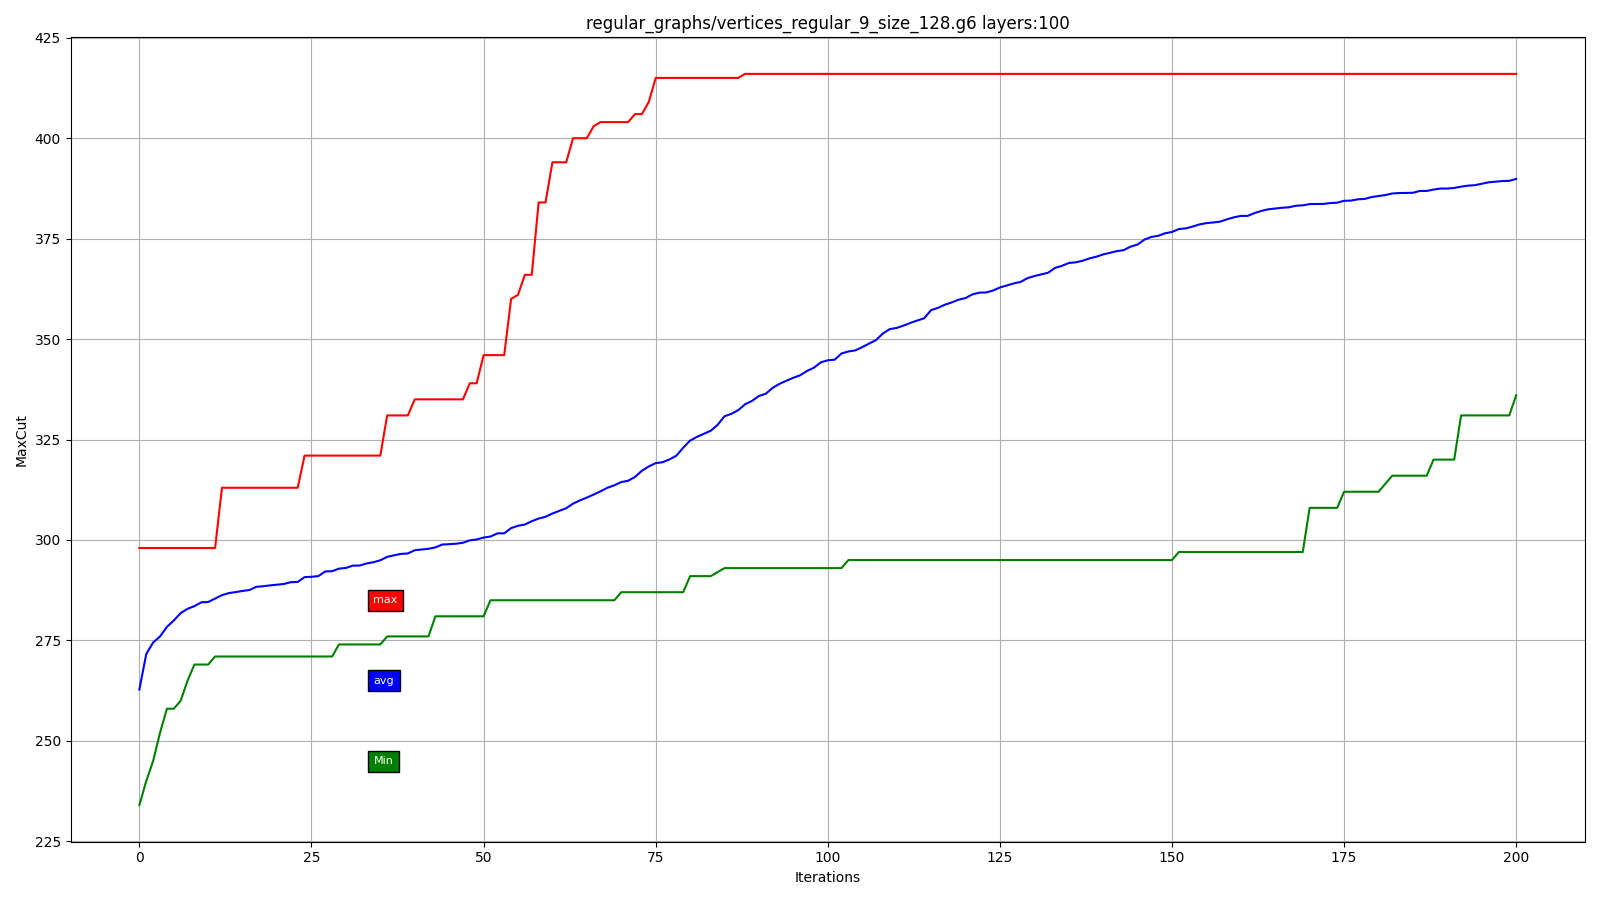 regular_graphs/vertices_regular_9_size_128.g6 layers:100
425
400
375
350
325
300
275
250
225
MaxCut
max
avg
Min
0 25 50 75 100 125 150 175 200
Iterations